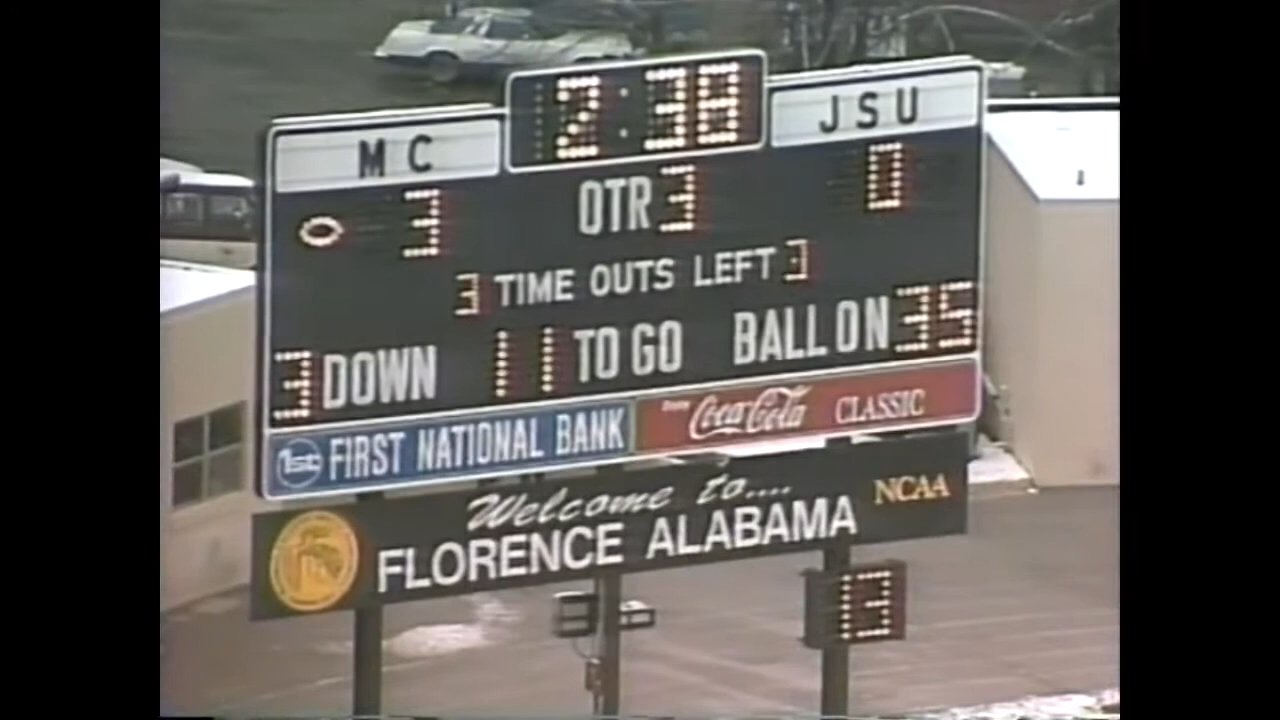 2:38
MC JSU
3 QTR 3 0
3 TIME OUTS LEFT 3
3 DOWN 11 TO GO BALL ON 35
1st FIRST NATIONAL BANK Coca-Cola CLASSIC
Welcome to.... NCAA
FLORENCE ALABAMA
13